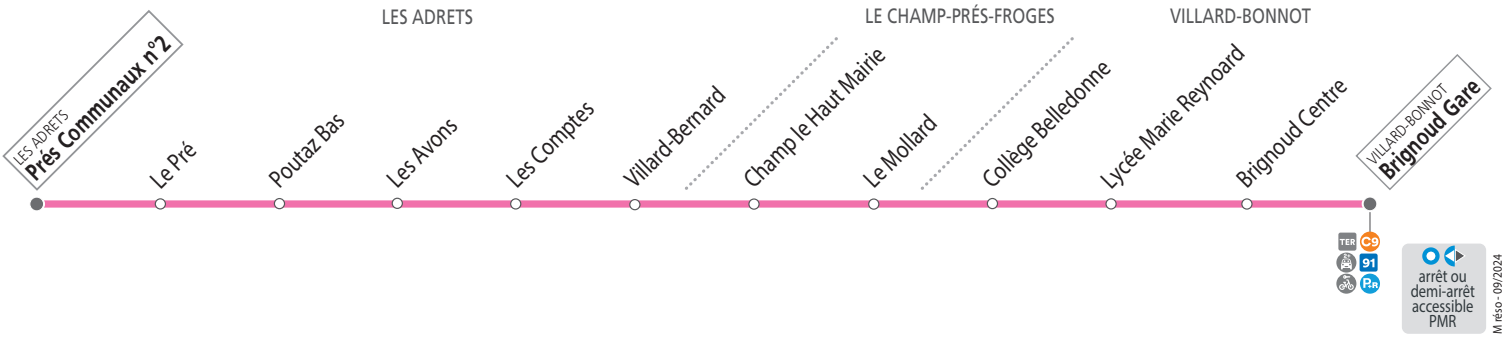 LES ADRETS
LE CHAMP-PRÉS-FROGES
VILLARD-BONNOT
LES ADRETS
Prés Communaux n°2
Le Pré
Poutaz Bas
Les Avons
Les Comptes
Villard-Bernard
Champ le Haut Mairie
Le Mollard
Collège Belledonne
Lycée Marie Reynoard
Brignoud Centre
VILLARD-BONNOT
Brignoud Gare
TER
C9
91
P+R
arrêt ou
demi-arrêt
accessible
PMR
M réso - 09/2024